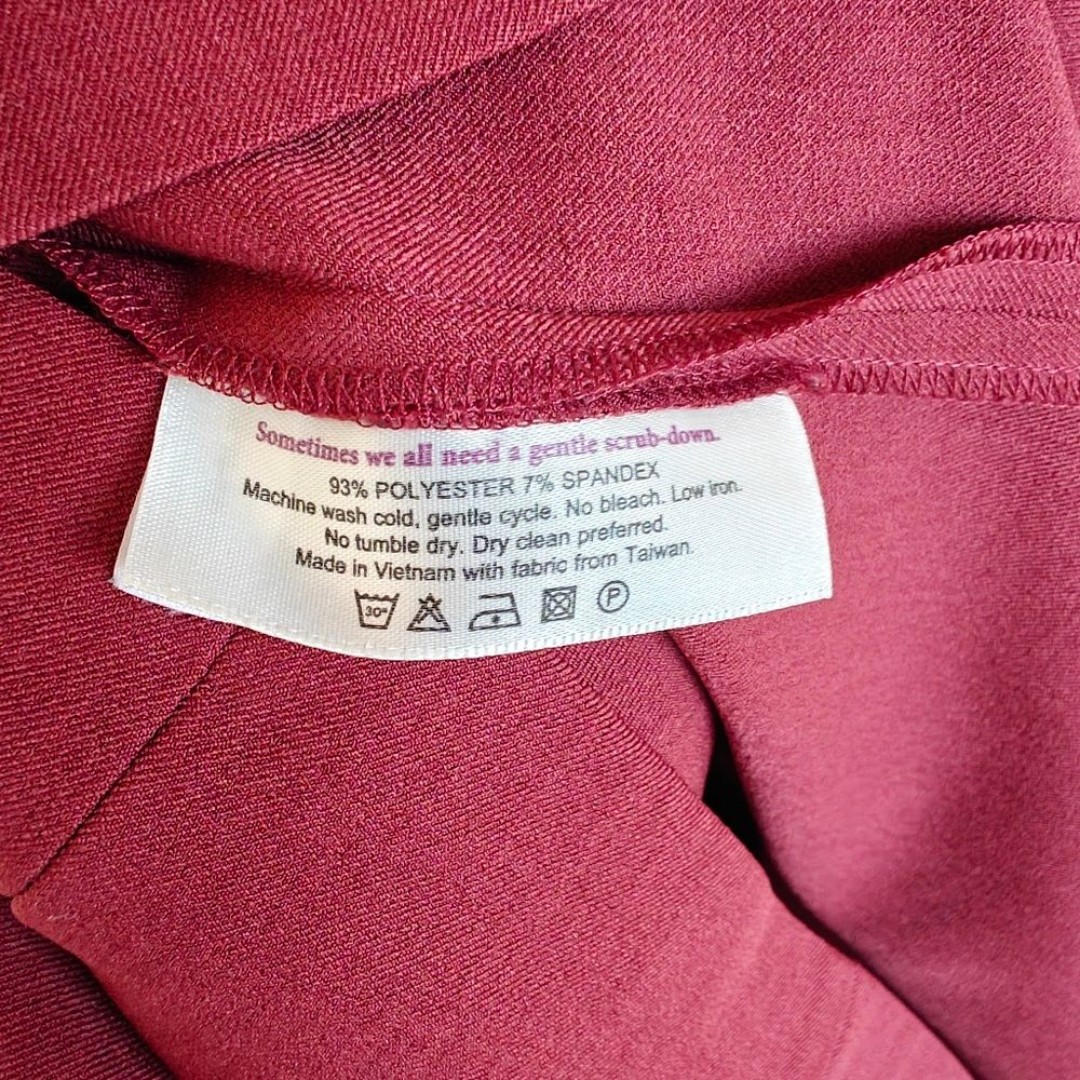 Sometimes we all need a gentle scrub-down.
93% POLYESTER 7% SPANDEX
Machine wash cold, gentle cycle. No bleach. Low iron.
No tumble dry. Dry clean preferred.
Made in Vietnam with fabric from Taiwan.
30° P